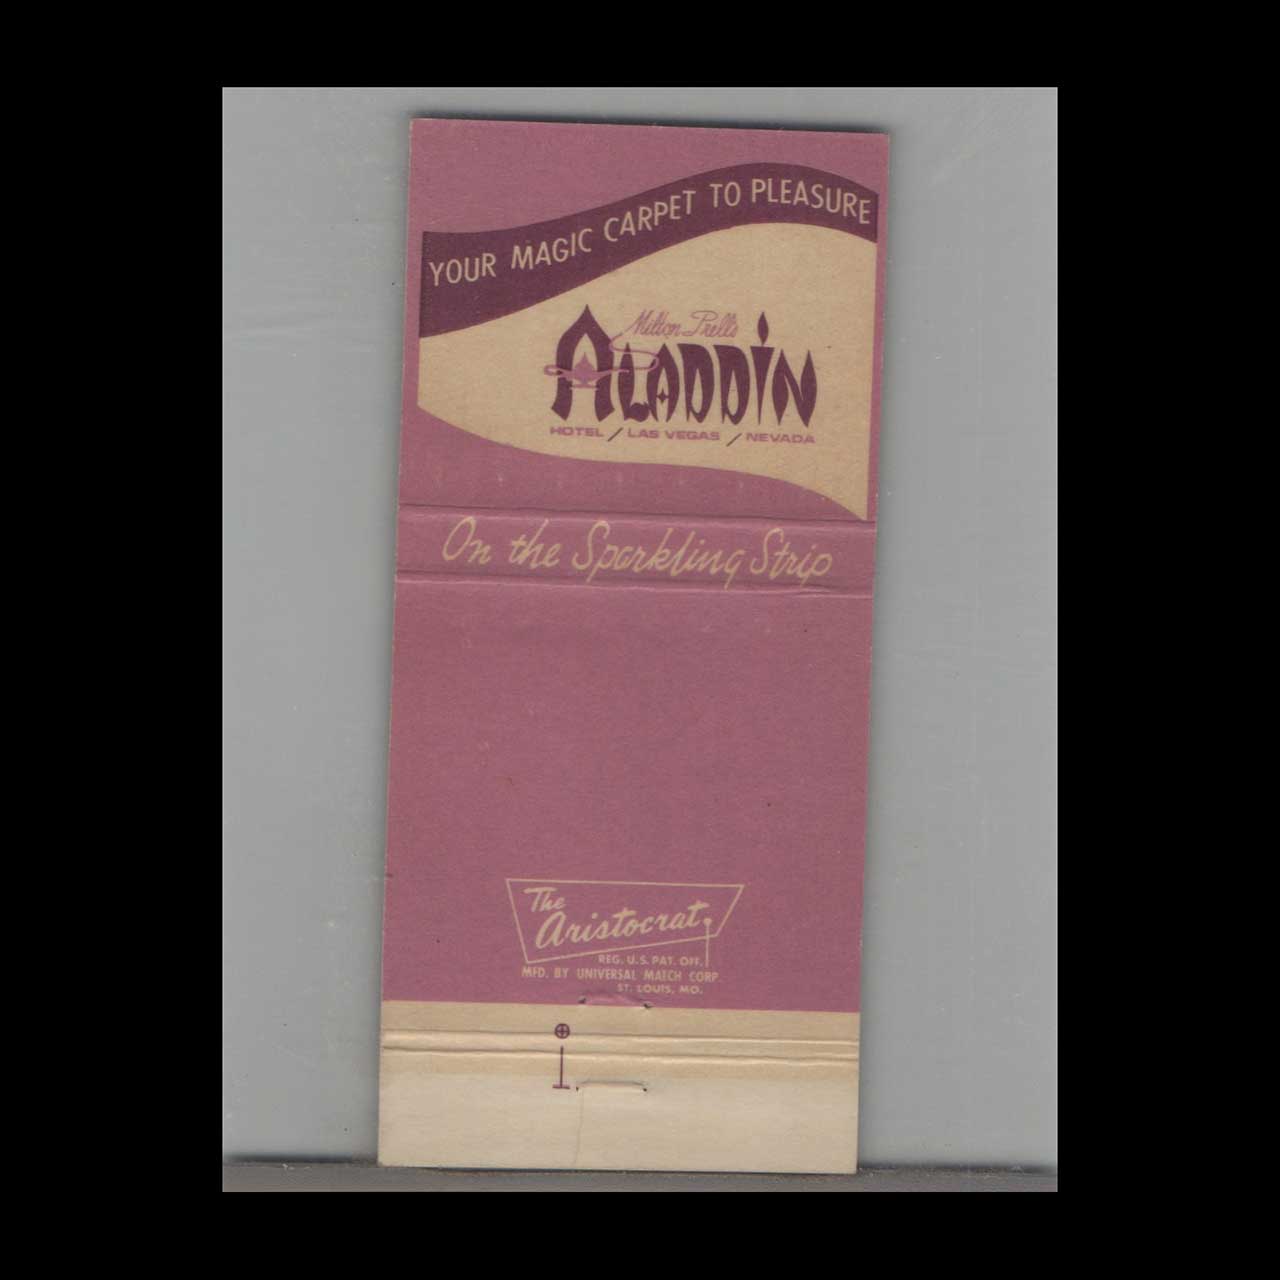 YOUR MAGIC CARPET TO PLEASURE
Milton Prell's
ALADDIN
HOTEL / LAS VEGAS / NEVADA
On the Sparkling Strip
The
Aristocrat
REG. U.S. PAT. OFF.
MFD. BY UNIVERSAL MATCH CORP.
ST. LOUIS, MO.